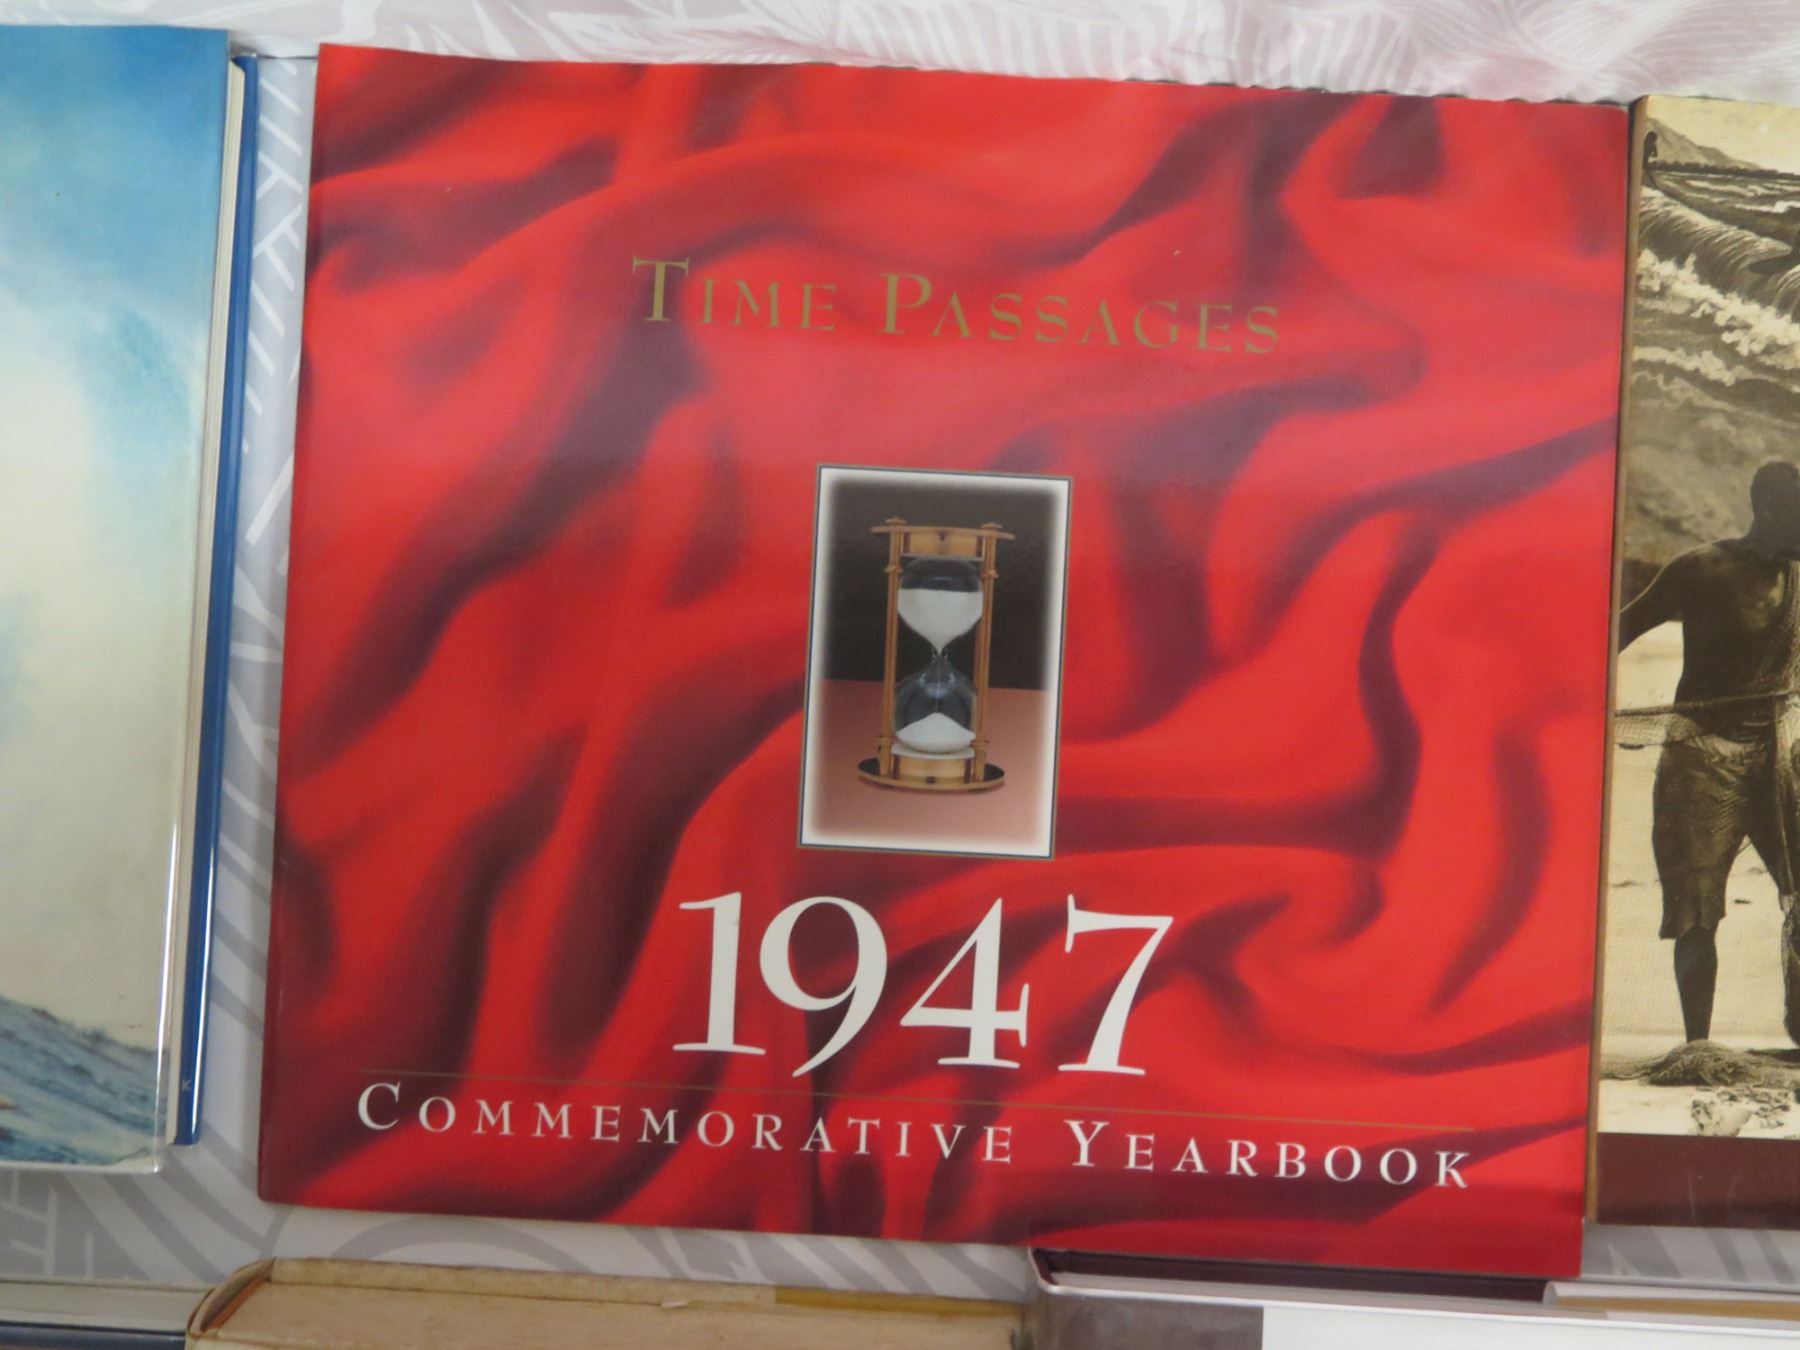 TIME PASSAGES
1947
COMMEMORATIVE YEARBOOK